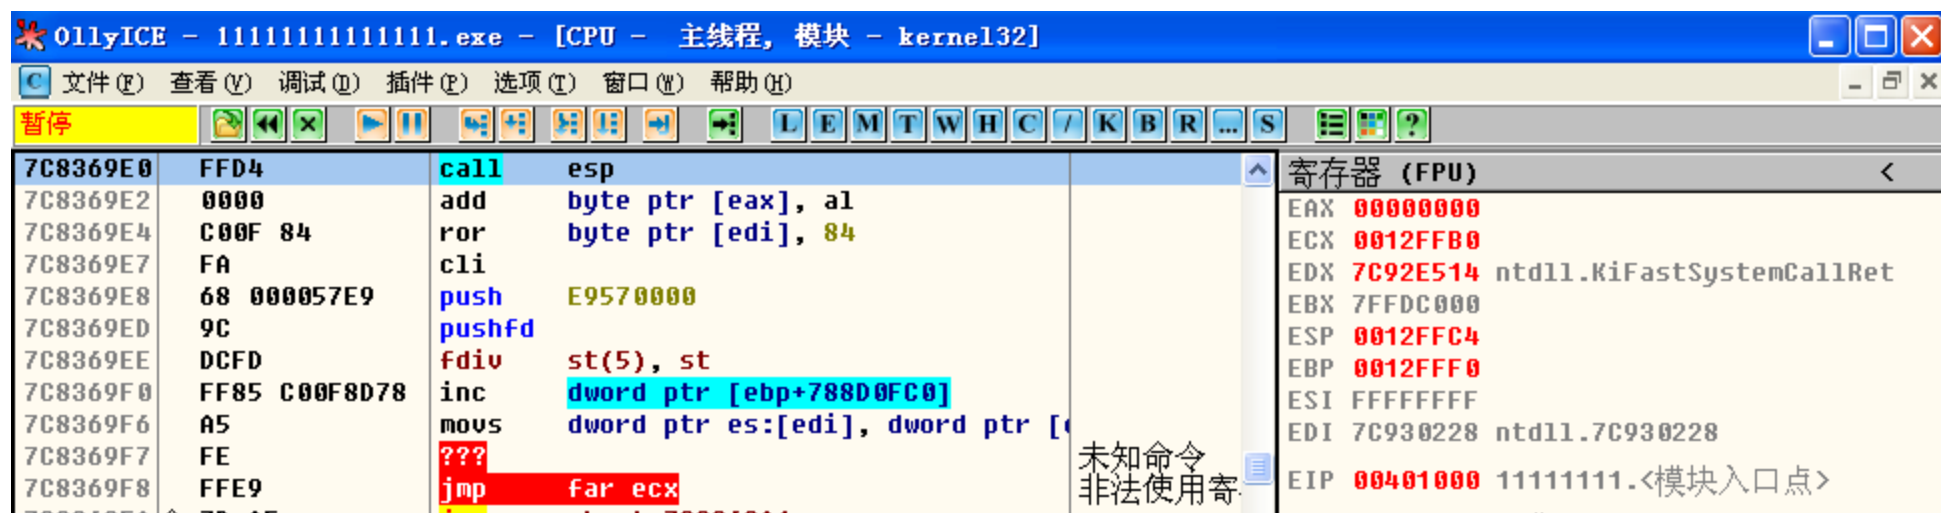 OllyICE - 11111111111111.exe - [CPU - 主线程, 模块 - kernel32]
C 文件(F) 查看(V) 调试(D) 插件(P) 选项(T) 窗口(W) 帮助(H)
暂停 L E M T W H C / K B R ... S ?
7C8369E0 FFD4 call esp
7C8369E2 0000 add byte ptr [eax], al
7C8369E4 C00F 84 ror byte ptr [edi], 84
7C8369E7 FA cli
7C8369E8 68 000057E9 push E9570000
7C8369ED 9C pushfd
7C8369EE DCFD fdiv st(5), st
7C8369F0 FF85 C00F8D78 inc dword ptr [ebp+788D0FC0]
7C8369F6 A5 movs dword ptr es:[edi], dword ptr [
7C8369F7 FE ??? 未知命令
7C8369F8 FFE9 jmp far ecx 非法使用寄
寄存器 (FPU) <
EAX 00000000
ECX 0012FFB0
EDX 7C92E514 ntdll.KiFastSystemCallRet
EBX 7FFDC000
ESP 0012FFC4
EBP 0012FFF0
ESI FFFFFFFF
EDI 7C930228 ntdll.7C930228
EIP 00401000 11111111.<模块入口点>